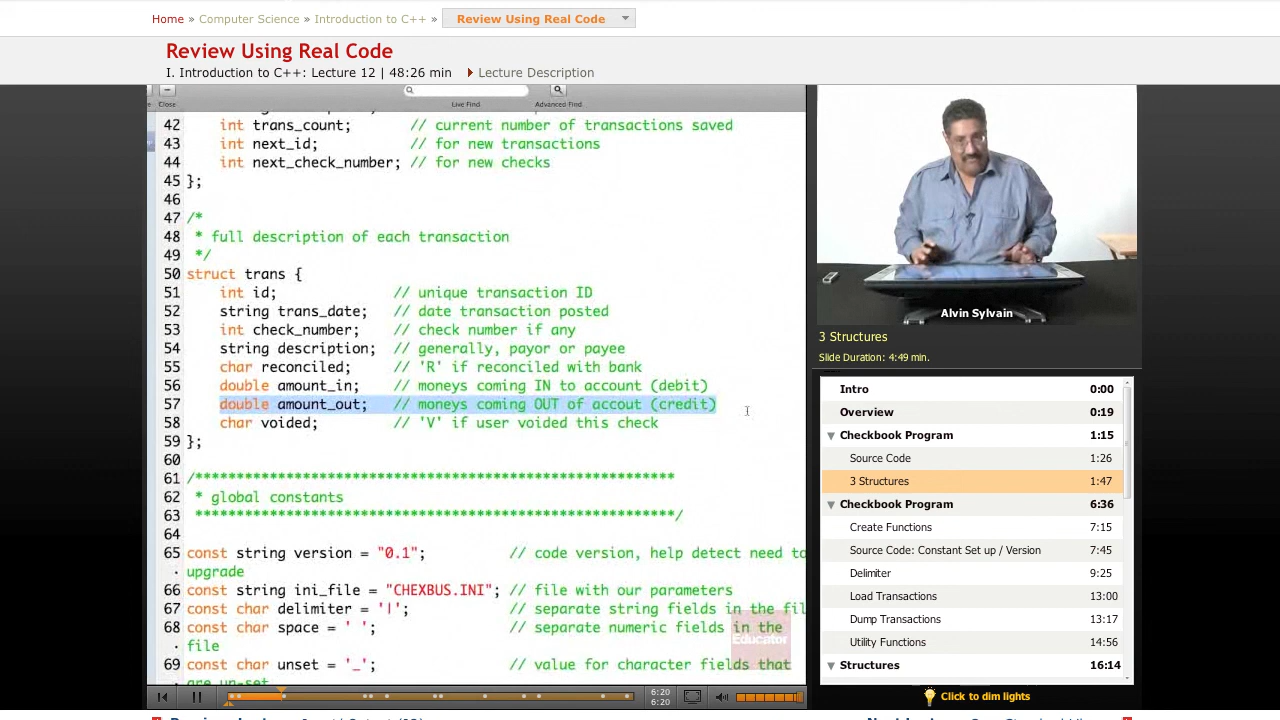 Home » Computer Science » Introduction to C++ » Review Using Real Code
Review Using Real Code
I. Introduction to C++: Lecture 12 | 48:26 min Lecture Description
Close Live Find Advanced Find
42 int trans_count; // current number of transactions saved
43 int next_id; // for new transactions
44 int next_check_number; // for new checks
45 };
46
47 /*
48 * full description of each transaction
49 */
50 struct trans {
51 int id; // unique transaction ID
52 string trans_date; // date transaction posted
53 int check_number; // check number if any
54 string description; // generally, payor or payee
55 char reconciled; // 'R' if reconciled with bank
56 double amount_in; // moneys coming IN to account (debit)
57 double amount_out; // moneys coming OUT of accout (credit)
58 char voided; // 'V' if user voided this check
59 };
60
61 /***********************************************************
62 * global constants
63 ***********************************************************/
64
65 const string version = "0.1"; // code version, help detect need to
upgrade
66 const string ini_file = "CHEXBUS.INI"; // file with our parameters
67 const char delimiter = '|'; // separate string fields in the fil
68 const char space = ' '; // separate numeric fields in the
file
69 const char unset = '_'; // value for character fields that
are un-set
Educator
6:20
6:20
Alvin Sylvain
3 Structures
Slide Duration: 4:49 min.
Intro 0:00
Overview 0:19
Checkbook Program 1:15
Source Code 1:26
3 Structures 1:47
Checkbook Program 6:36
Create Functions 7:15
Source Code: Constant Set up / Version 7:45
Delimiter 9:25
Load Transactions 13:00
Dump Transactions 13:17
Utility Functions 14:56
Structures 16:14
Click to dim lights